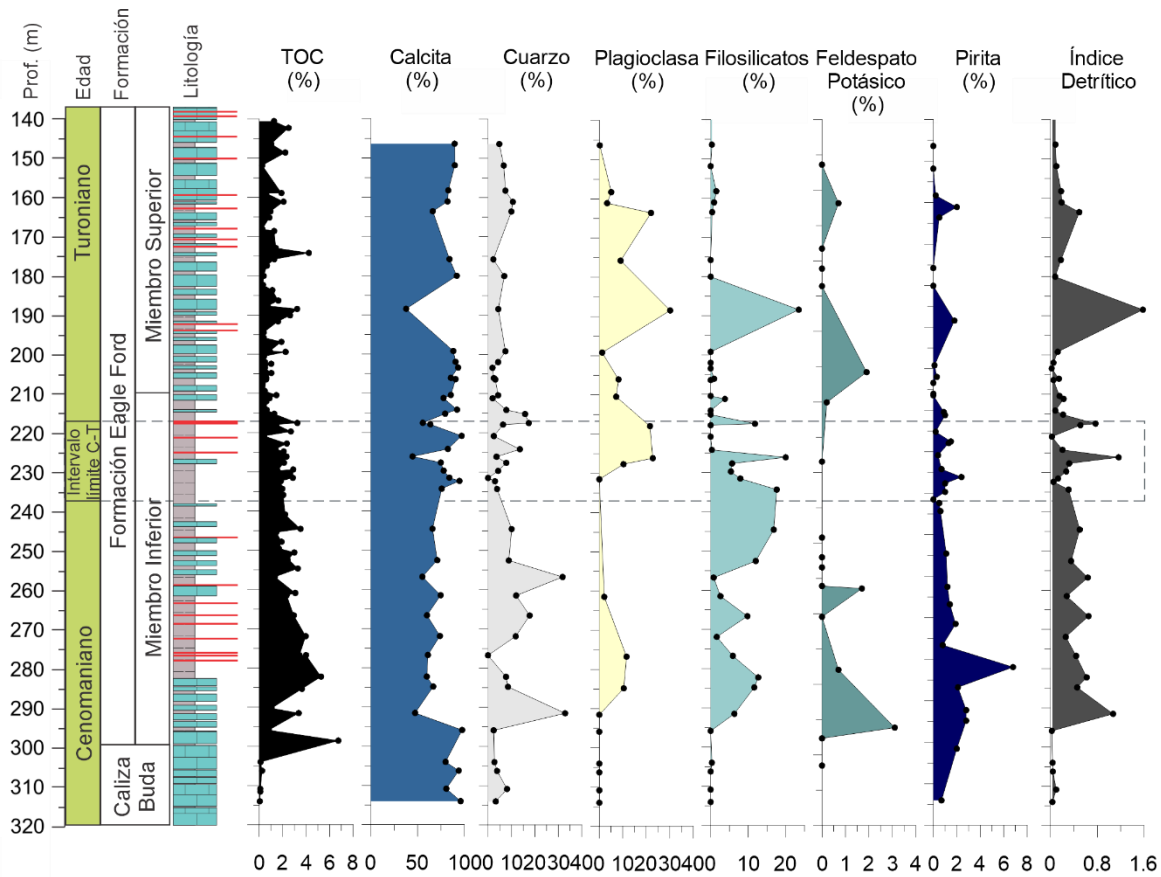 Prof. (m)
Edad
Formación
Litología
TOC
(%)
Calcita
(%)
Cuarzo
(%)
Plagioclasa
(%)
Filosilicatos
(%)
Feldespato
Potásico
(%)
Pirita
(%)
Índice
Detrítico
140
150
160
170
180
190
200
210
220
230
240
250
260
270
280
290
300
310
320
Turoniano
Intervalo
límite C-T
Cenomaniano
Formación Eagle Ford
Caliza
Buda
Miembro Superior
Miembro Inferior
0 2 4 6 8
0 50 100
0 10 20 30 40
0 10 20 30 40
0 10 20
0 1 2 3 4
0 2 4 6 8
0 0.8 1.6